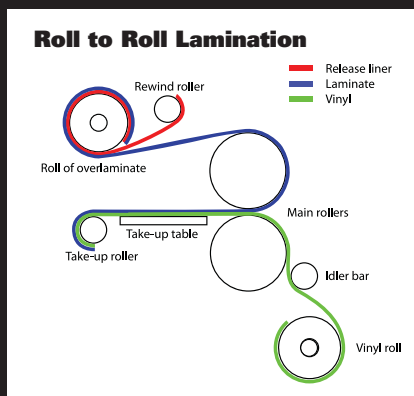 Roll to Roll Lamination
Release liner
Laminate
Vinyl
Rewind roller
Roll of overlaminate
Main rollers
Take-up table
Take-up roller
Idler bar
Vinyl roll